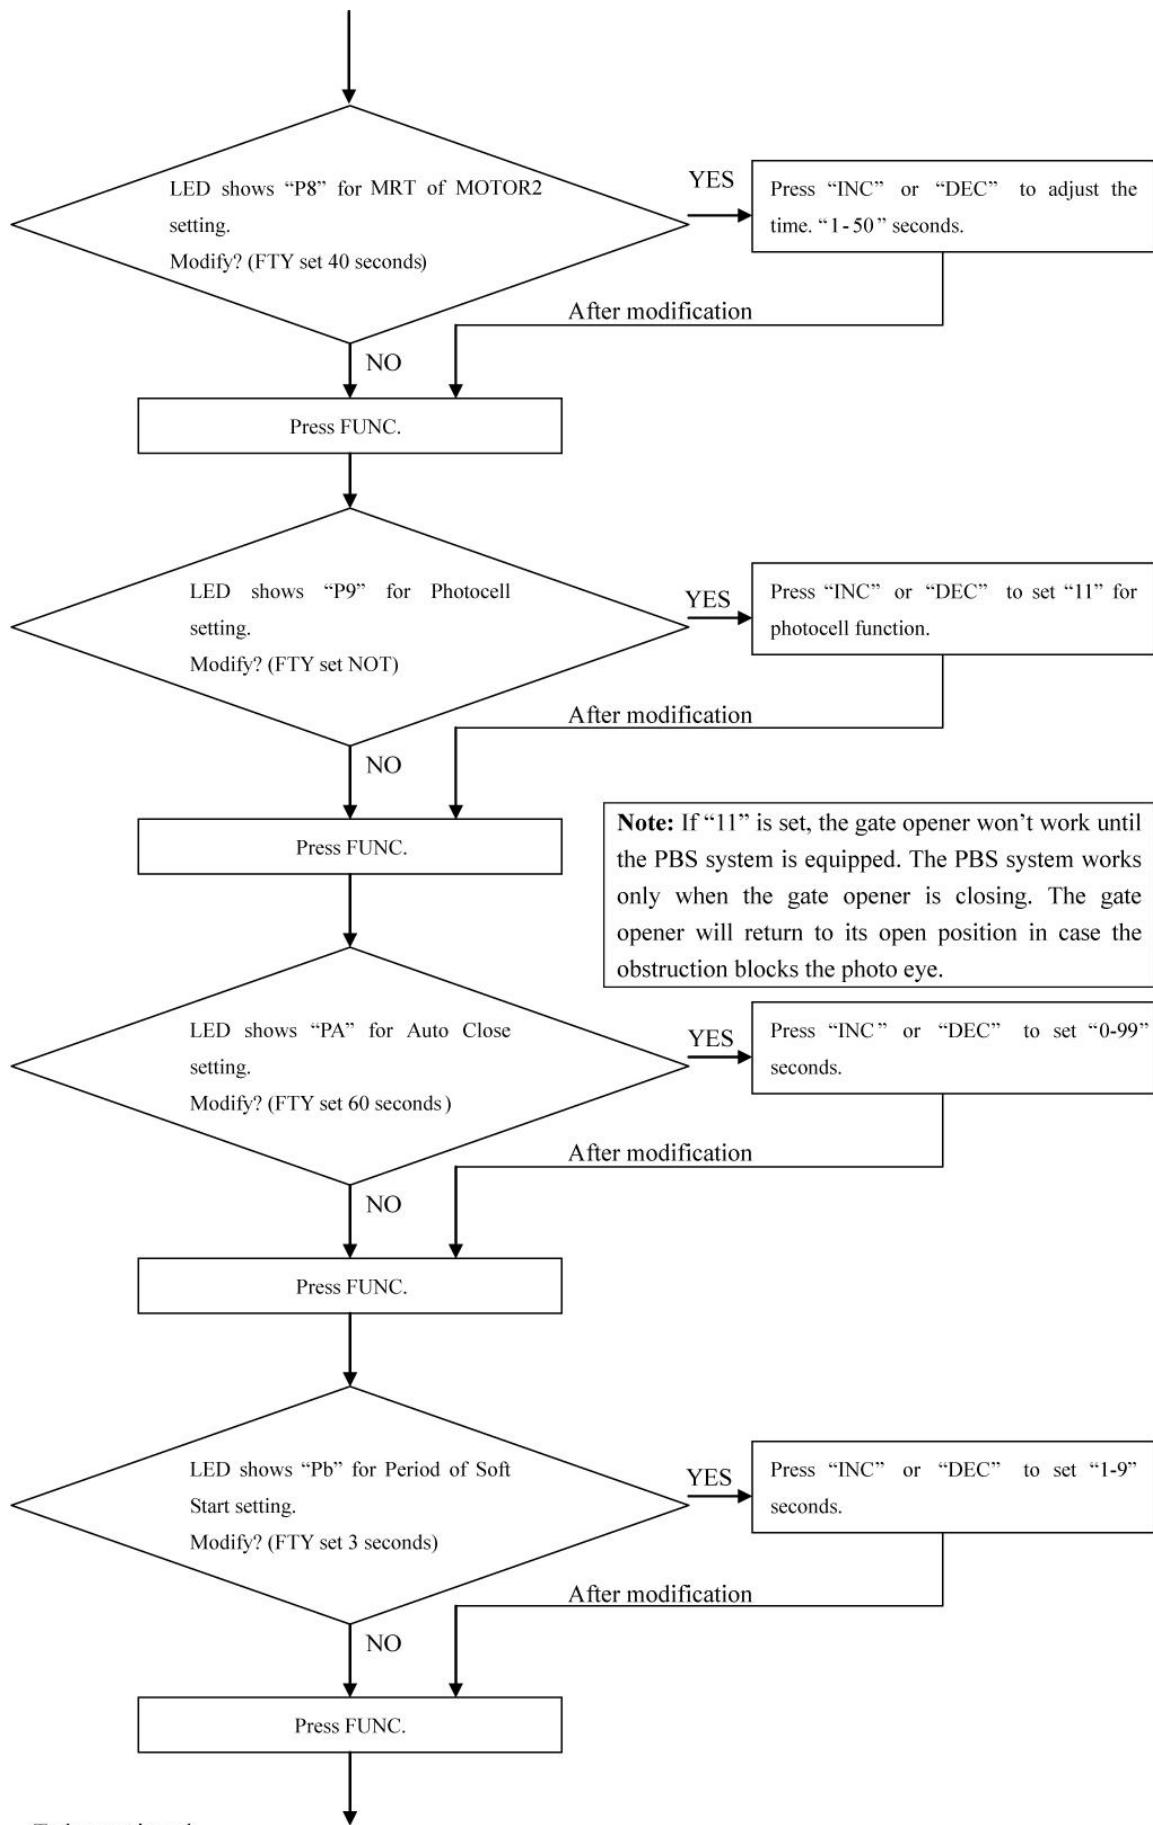 LED shows “P8” for MRT of MOTOR2
setting.
Modify? (FTY set 40 seconds)
YES
Press “INC” or “DEC” to adjust the
time. “1-50” seconds.
After modification
NO
Press FUNC.
LED shows “P9” for Photocell
setting.
Modify? (FTY set NOT)
YES
Press “INC” or “DEC” to set “11” for
photocell function.
After modification
NO
Press FUNC.
Note: If “11” is set, the gate opener won’t work until
the PBS system is equipped. The PBS system works
only when the gate opener is closing. The gate
opener will return to its open position in case the
obstruction blocks the photo eye.
LED shows “PA” for Auto Close
setting.
Modify? (FTY set 60 seconds)
YES
Press “INC” or “DEC” to set “0-99”
seconds.
After modification
NO
Press FUNC.
LED shows “Pb” for Period of Soft
Start setting.
Modify? (FTY set 3 seconds)
YES
Press “INC” or “DEC” to set “1-9”
seconds.
After modification
NO
Press FUNC.